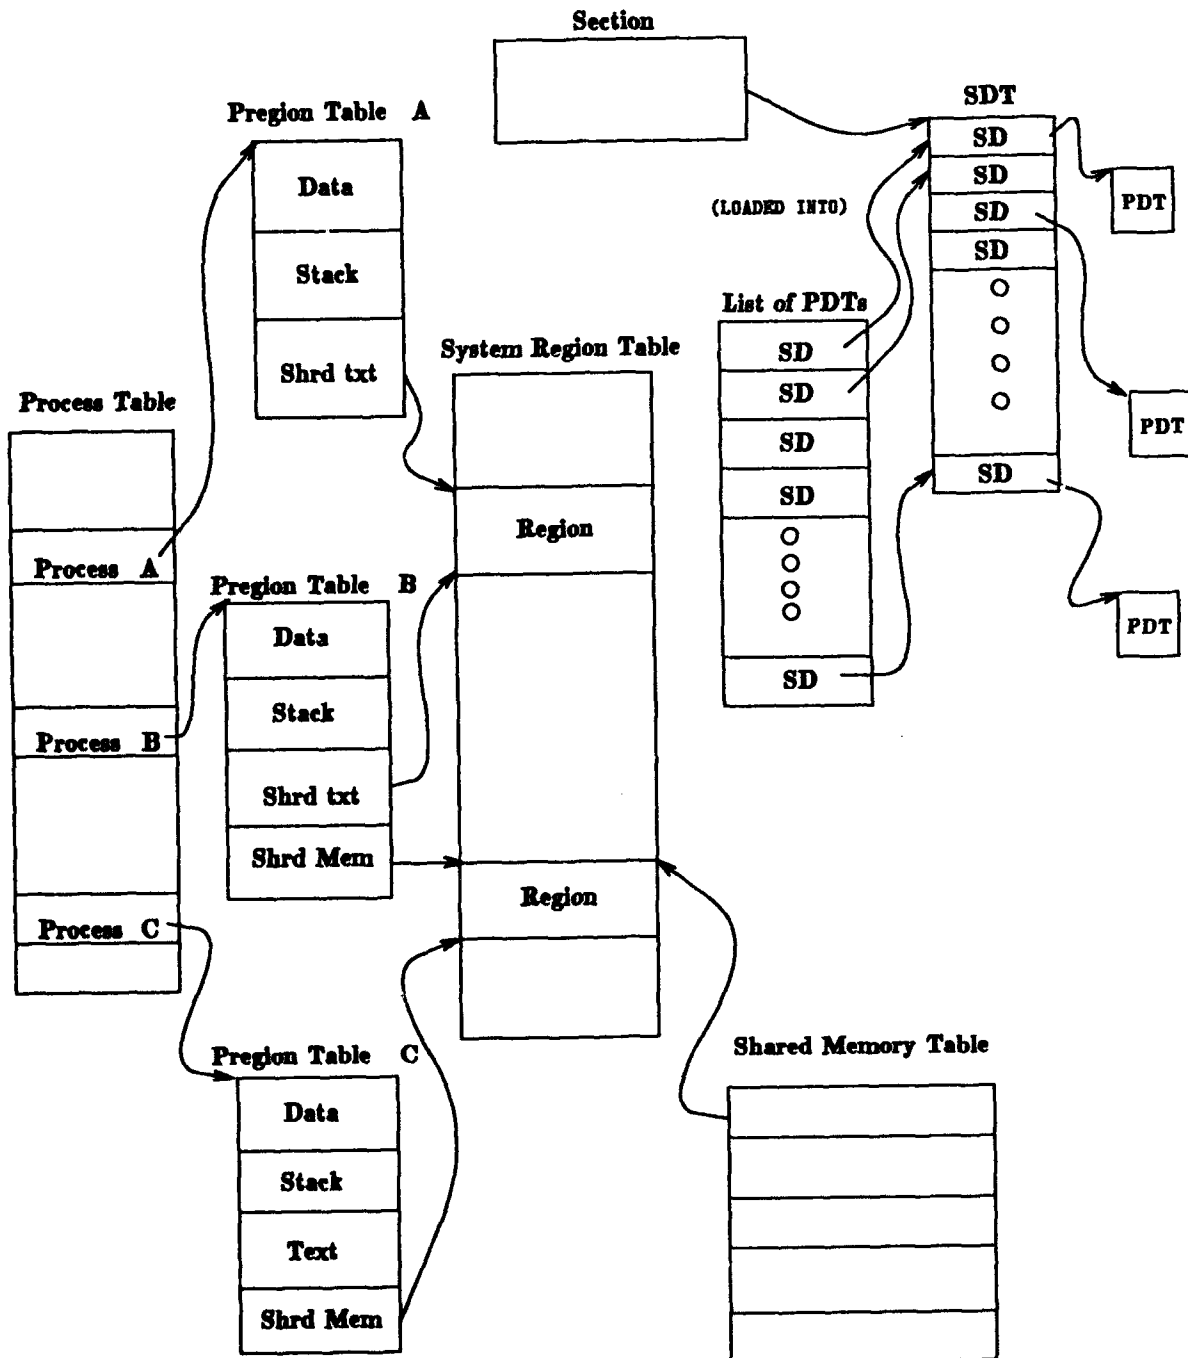 Section
SDT
SD
SD
SD
SD
SD
PDT
PDT
PDT
(LOADED INTO)
List of PDTs
SD
SD
SD
SD
SD
Pregion Table A
Data
Stack
Shrd txt
System Region Table
Region
Region
Process Table
Process A
Process B
Process C
Pregion Table B
Data
Stack
Shrd txt
Shrd Mem
Pregion Table C
Data
Stack
Text
Shrd Mem
Shared Memory Table